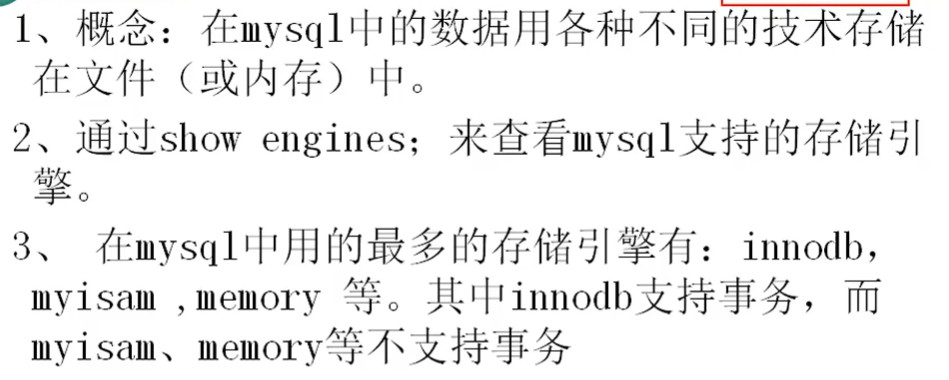 1、概念：在mysql中的数据用各种不同的技术存储
在文件（或内存）中。
2、通过show engines；来查看mysql支持的存储引
擎。
3、 在mysql中用的最多的存储引擎有：innodb，
myisam ,memory 等。其中innodb支持事务，而
myisam、memory等不支持事务